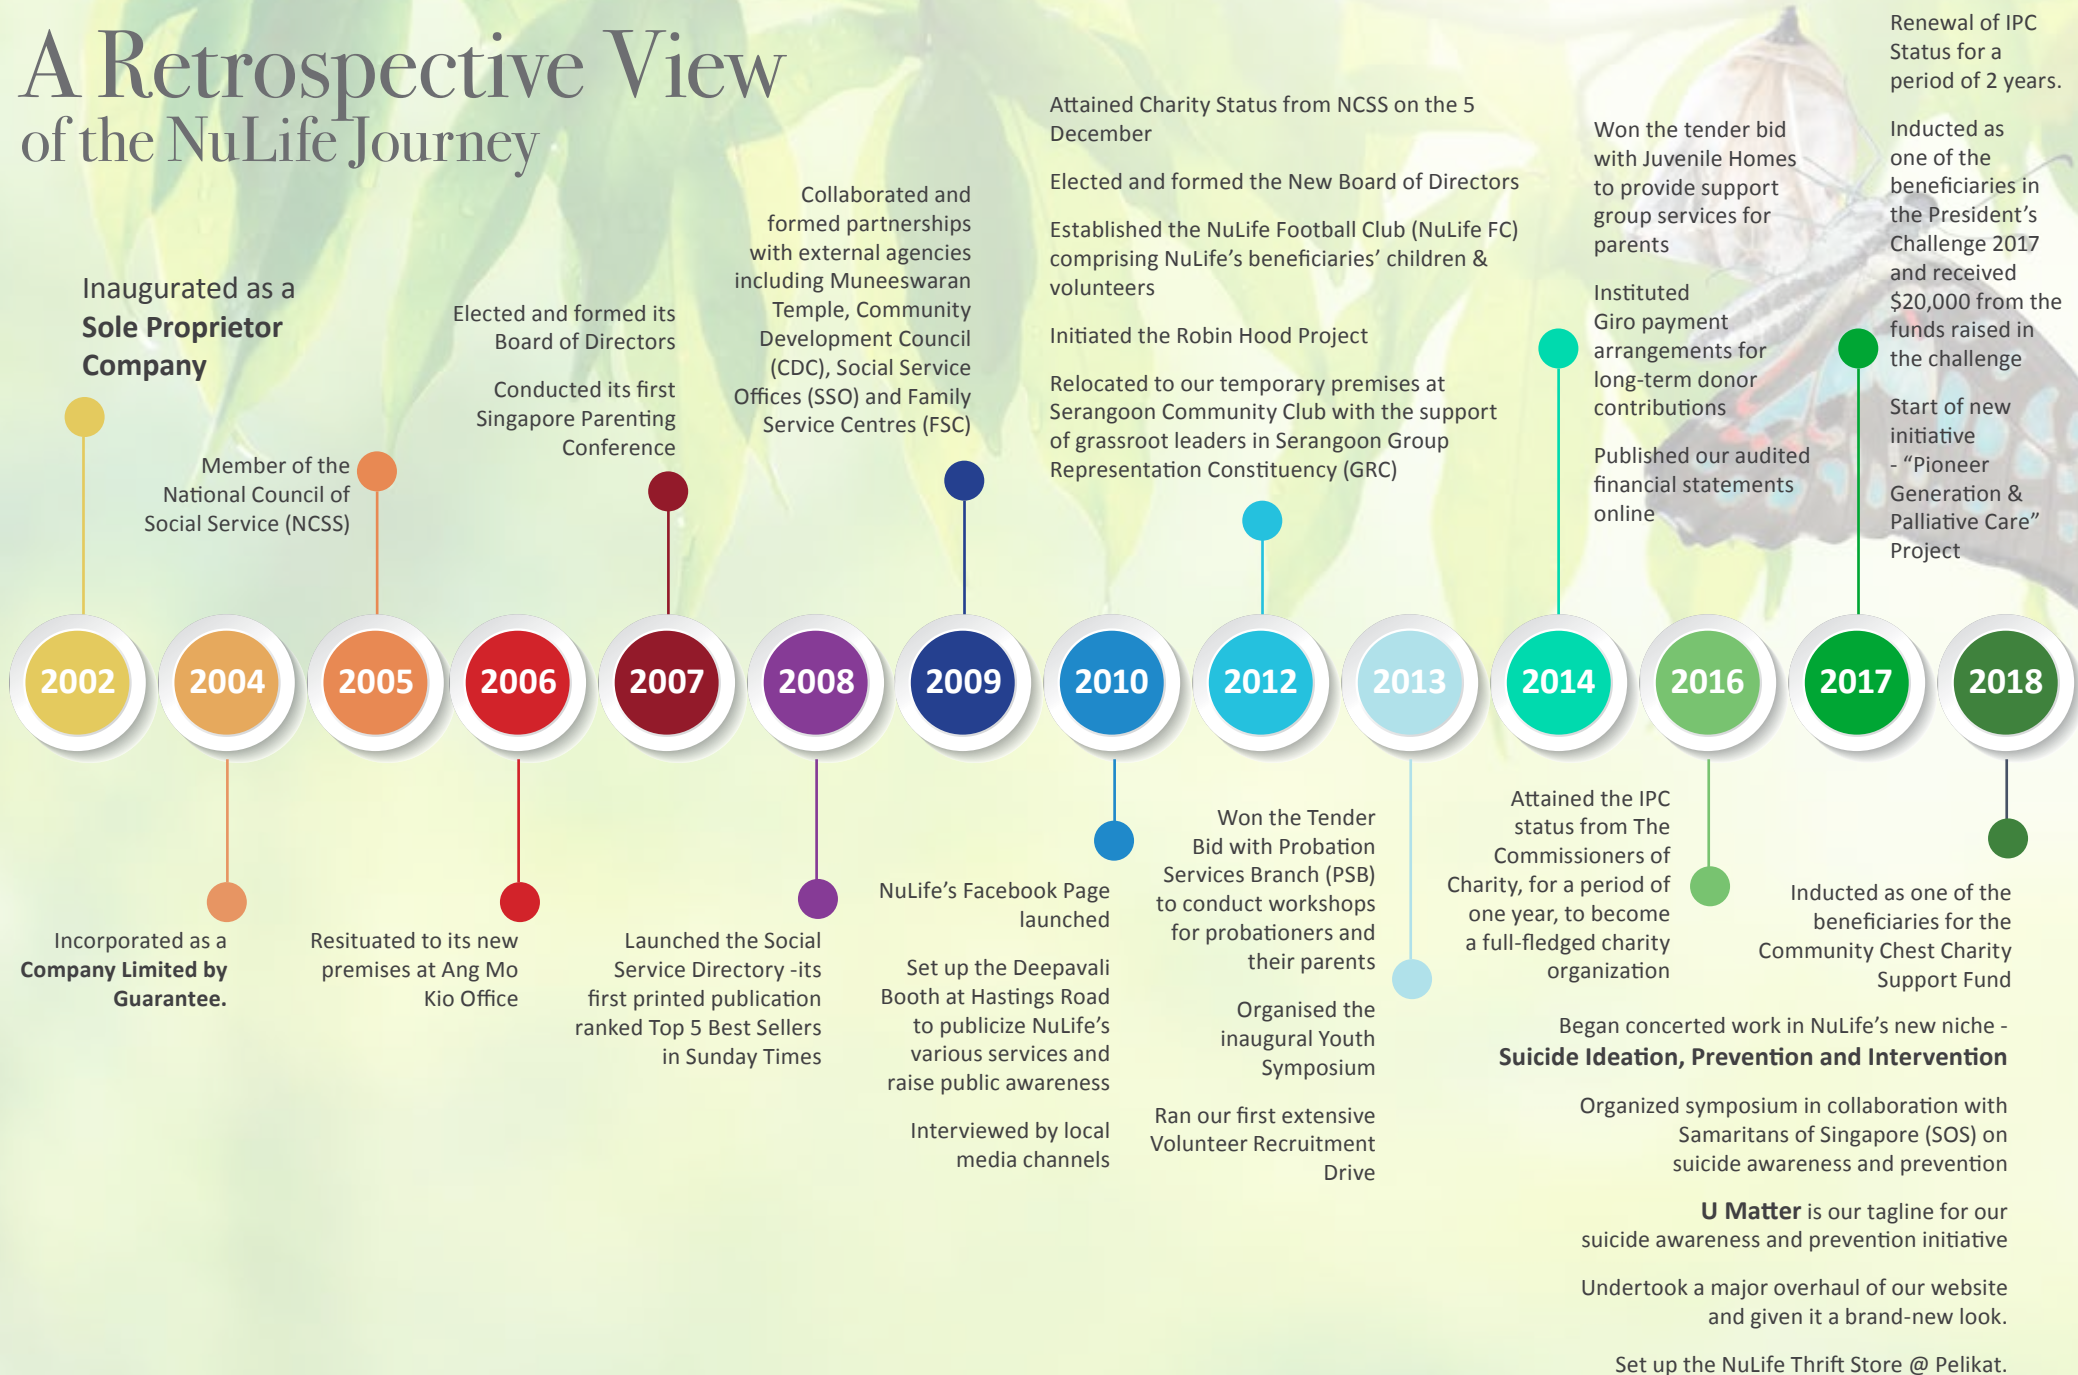 A Retrospective View
of the NuLife Journey
Inaugurated as a
Sole Proprietor
Company
Member of the
National Council of
Social Service (NCSS)
Elected and formed its
Board of Directors
Conducted its first
Singapore Parenting
Conference
Collaborated and
formed partnerships
with external agencies
including Muneeswaran
Temple, Community
Development Council
(CDC), Social Service
Offices (SSO) and Family
Service Centres (FSC)
Attained Charity Status from NCSS on the 5
December
Elected and formed the New Board of Directors
Established the NuLife Football Club (NuLife FC)
comprising NuLife’s beneficiaries’ children &
volunteers
Initiated the Robin Hood Project
Relocated to our temporary premises at
Serangoon Community Club with the support
of grassroot leaders in Serangoon Group
Representation Constituency (GRC)
Won the tender bid
with Juvenile Homes
to provide support
group services for
parents
Instituted
Giro payment
arrangements for
long-term donor
contributions
Published our audited
financial statements
online
Renewal of IPC
Status for a
period of 2 years.
Inducted as
one of the
beneficiaries in
the President’s
Challenge 2017
and received
$20,000 from the
funds raised in
the challenge
Start of new
initiative
- “Pioneer
Generation &
Palliative Care”
Project
2002
2004
2005
2006
2007
2008
2009
2010
2012
2013
2014
2016
2017
2018
Incorporated as a
Company Limited by
Guarantee.
Resituated to its new
premises at Ang Mo
Kio Office
Launched the Social
Service Directory -its
first printed publication
ranked Top 5 Best Sellers
in Sunday Times
NuLife’s Facebook Page
launched
Set up the Deepavali
Booth at Hastings Road
to publicize NuLife’s
various services and
raise public awareness
Interviewed by local
media channels
Won the Tender
Bid with Probation
Services Branch (PSB)
to conduct workshops
for probationers and
their parents
Organised the
inaugural Youth
Symposium
Ran our first extensive
Volunteer Recruitment
Drive
Attained the IPC
status from The
Commissioners of
Charity, for a period of
one year, to become
a full-fledged charity
organization
Inducted as one of the
beneficiaries for the
Community Chest Charity
Support Fund
Began concerted work in NuLife’s new niche -
Suicide Ideation, Prevention and Intervention
Organized symposium in collaboration with
Samaritans of Singapore (SOS) on
suicide awareness and prevention
U Matter is our tagline for our
suicide awareness and prevention initiative
Undertook a major overhaul of our website
and given it a brand-new look.
Set up the NuLife Thrift Store @ Pelikat.